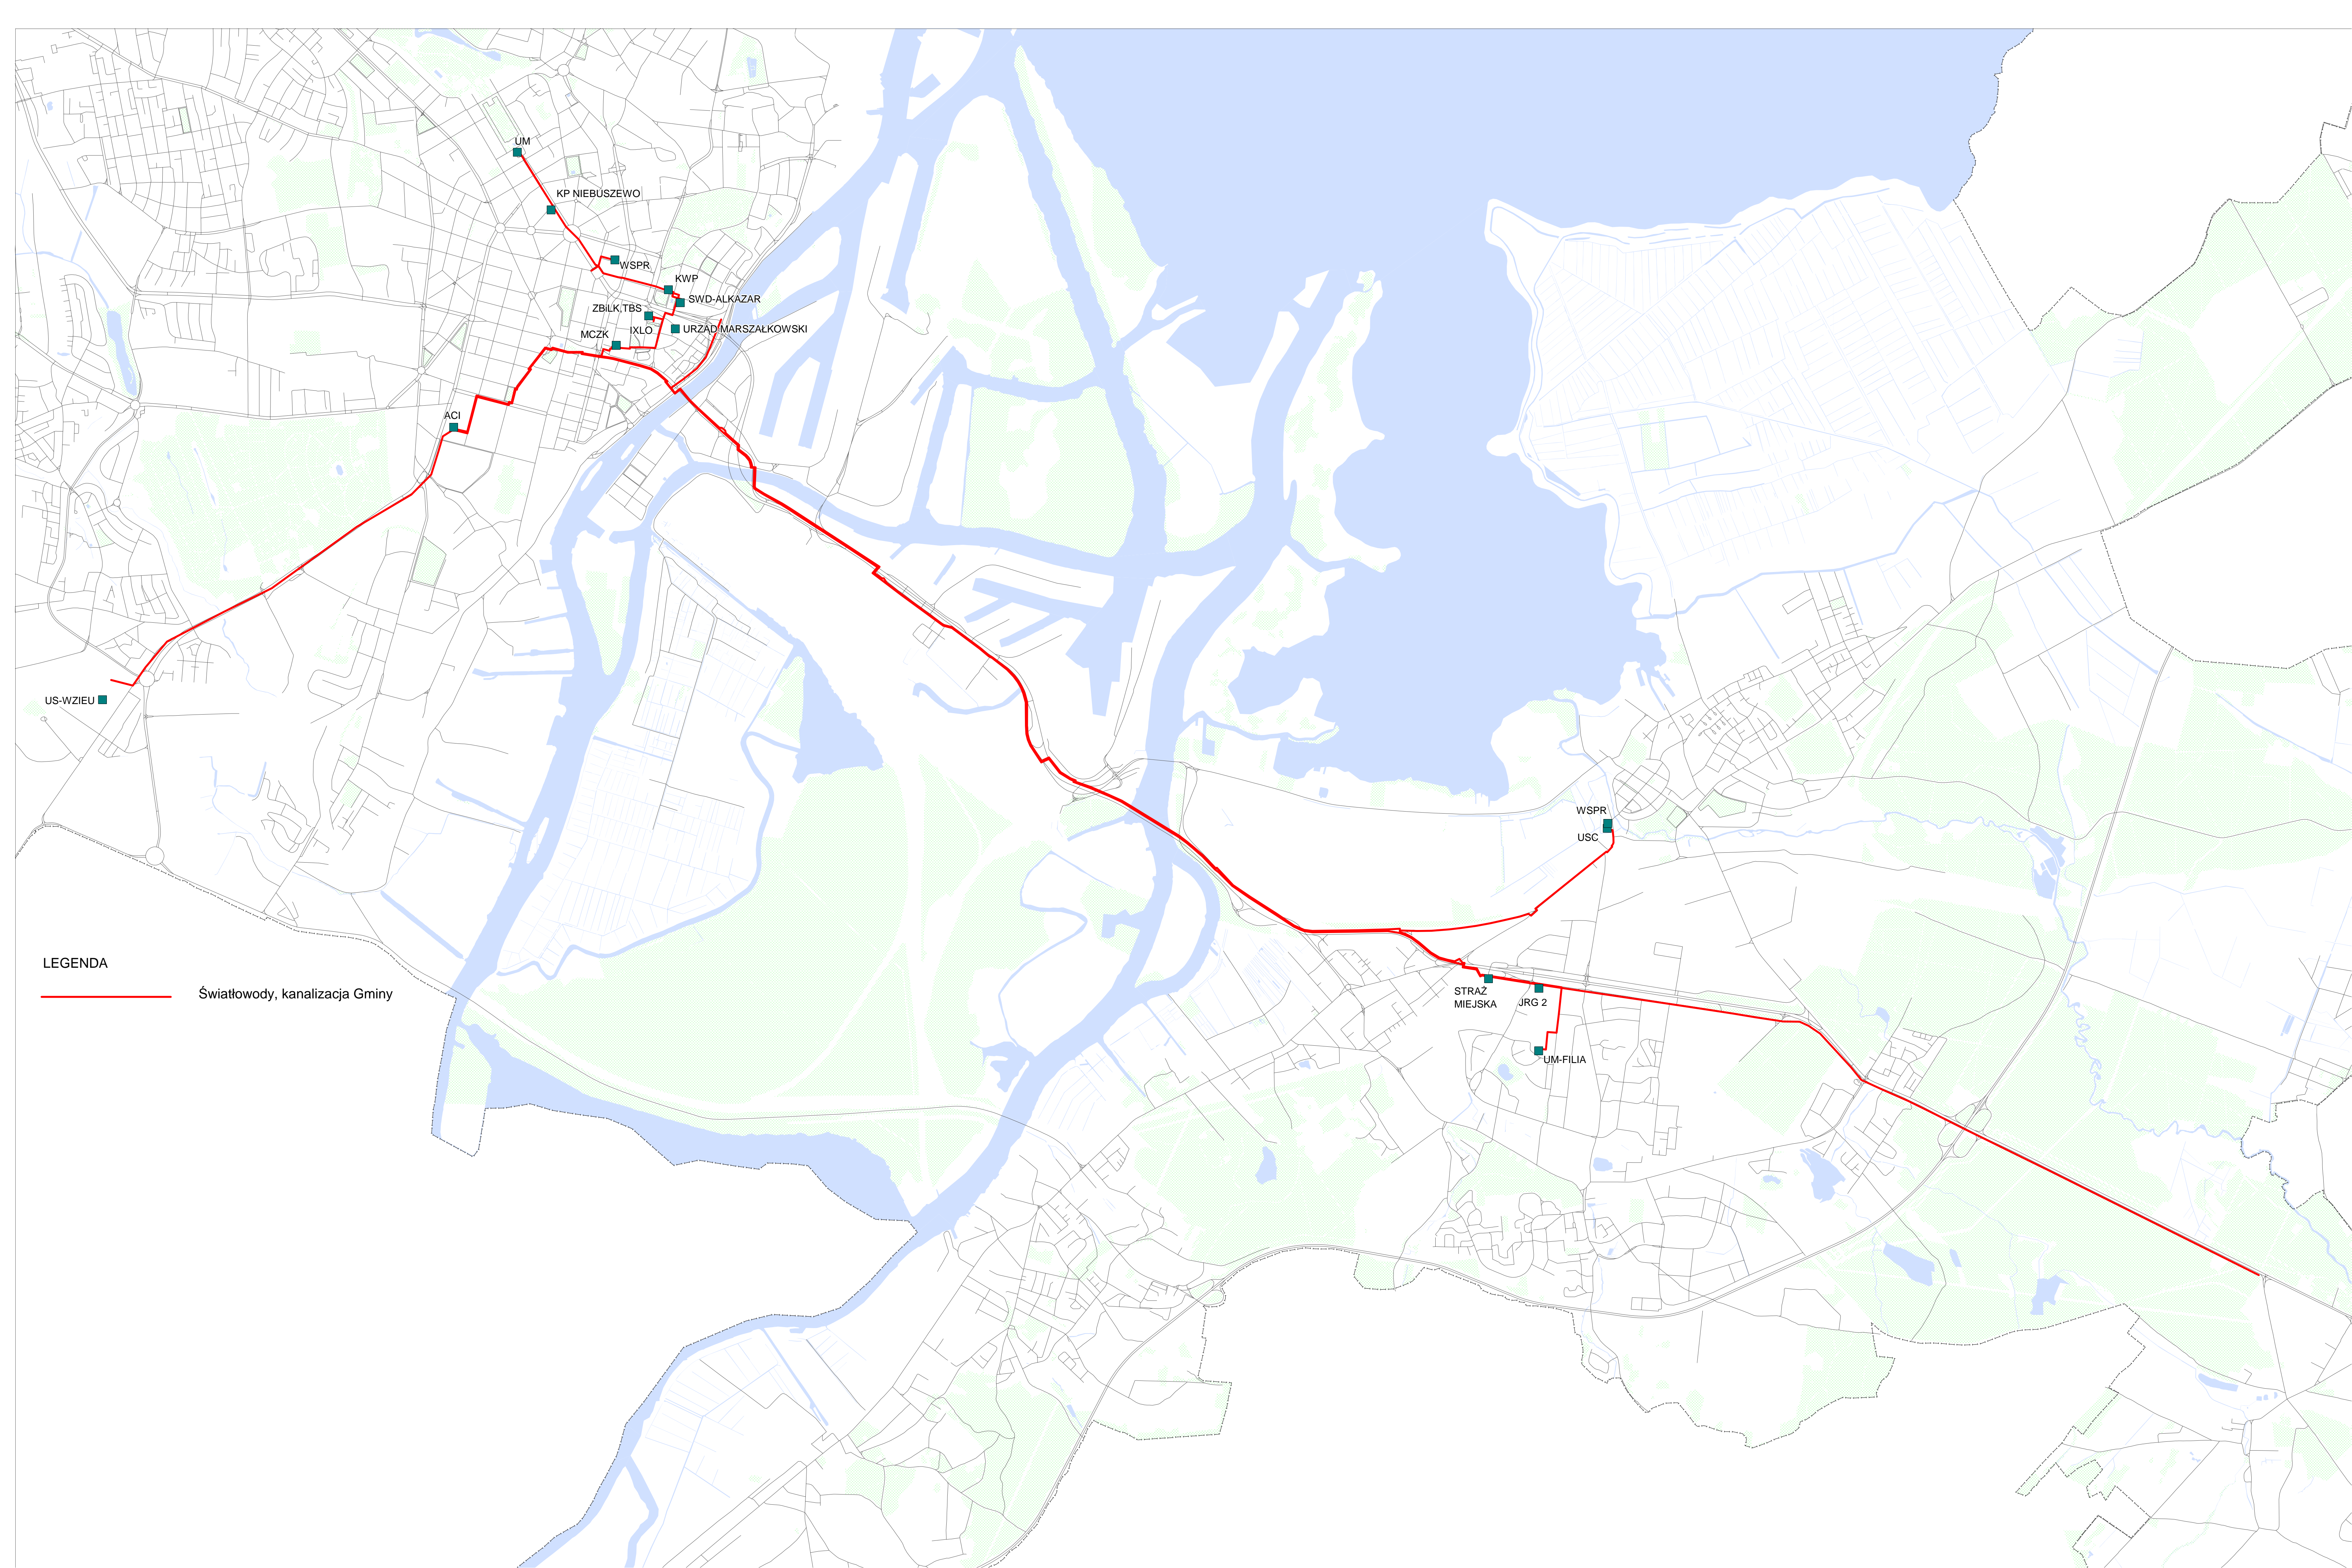 UM
KP NIEBUSZEWO
WSPR
KWP
SWD-ALKAZAR
ZBiLK,TBS
URZĄD MARSZAŁKOWSKI
IXLO
MCZK
ACI
US-WZIEU
WSPR
USC
LEGENDA
Światłowody, kanalizacja Gminy
STRAŻ
MIEJSKA
JRG 2
UM-FILIA